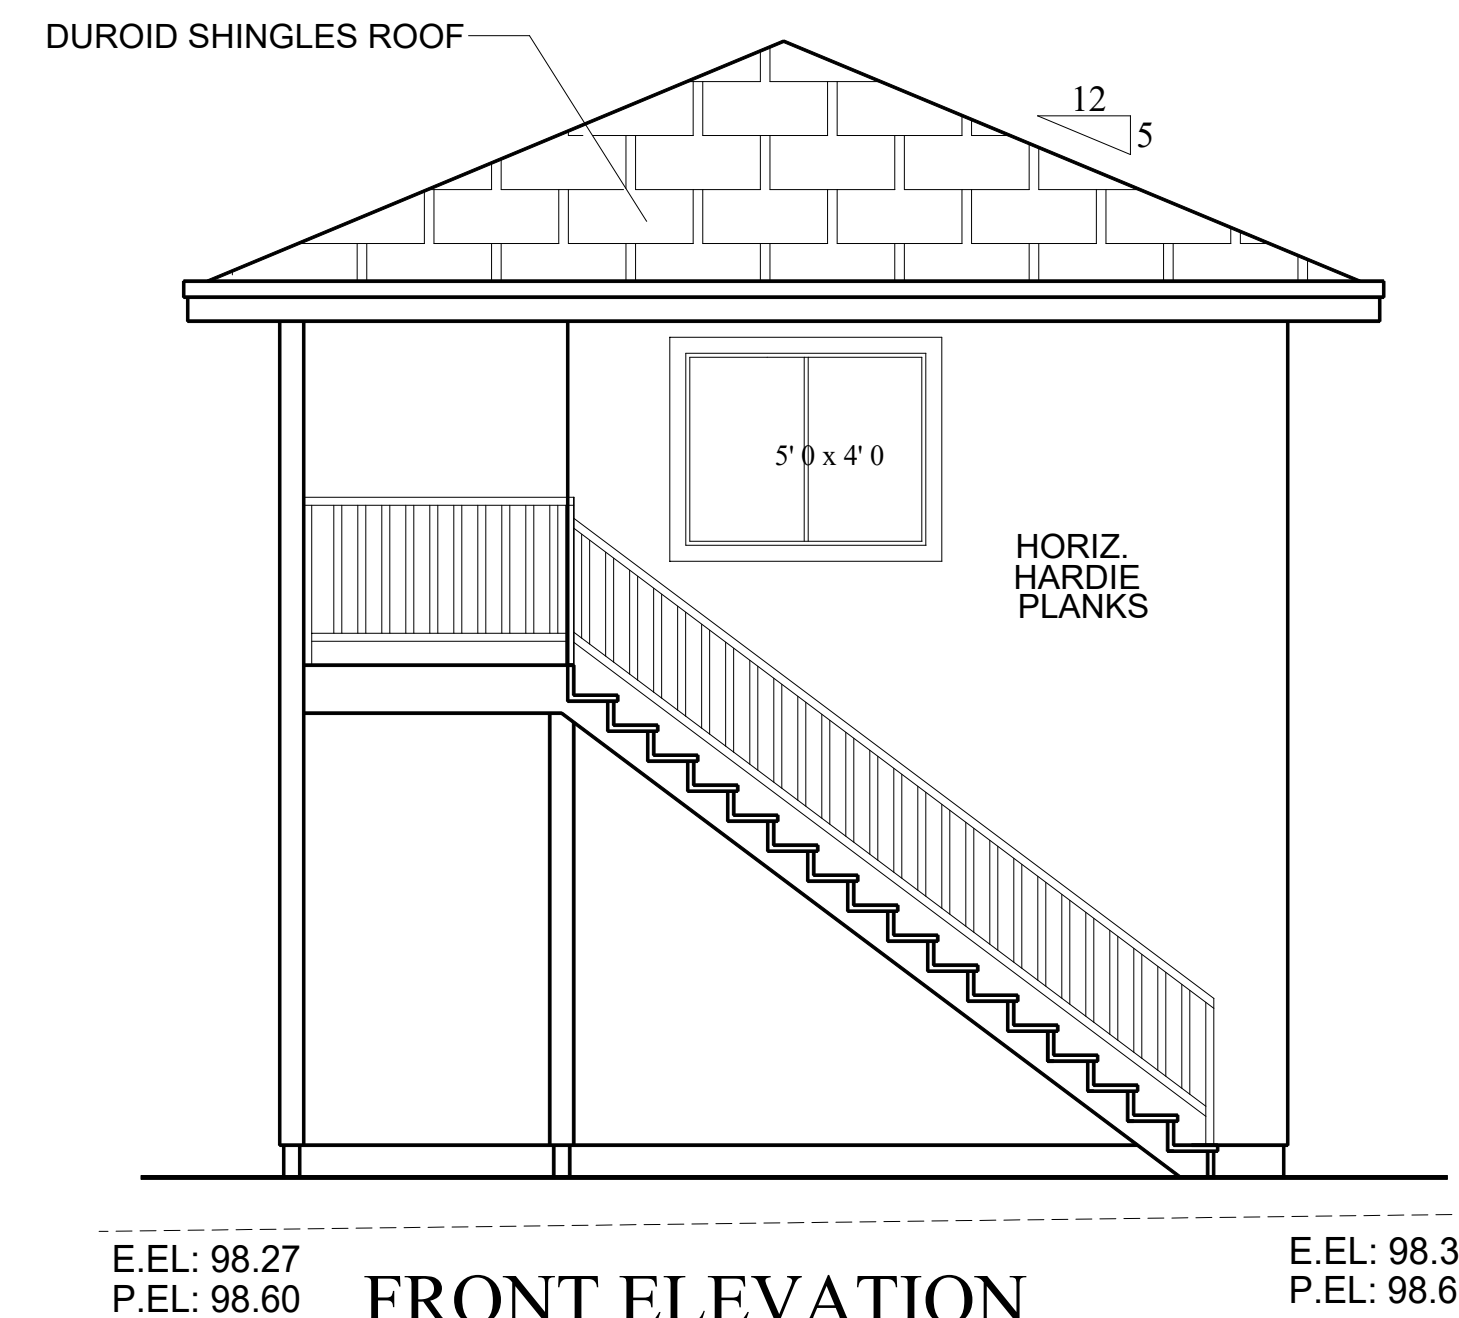 DUROID SHINGLES ROOF
12
5
5' 0 x 4' 0
HORIZ.
HARDIE
PLANKS
E.EL: 98.27
P.EL: 98.60
FRONT ELEVATION
E.EL: 98.3
P.EL: 98.6